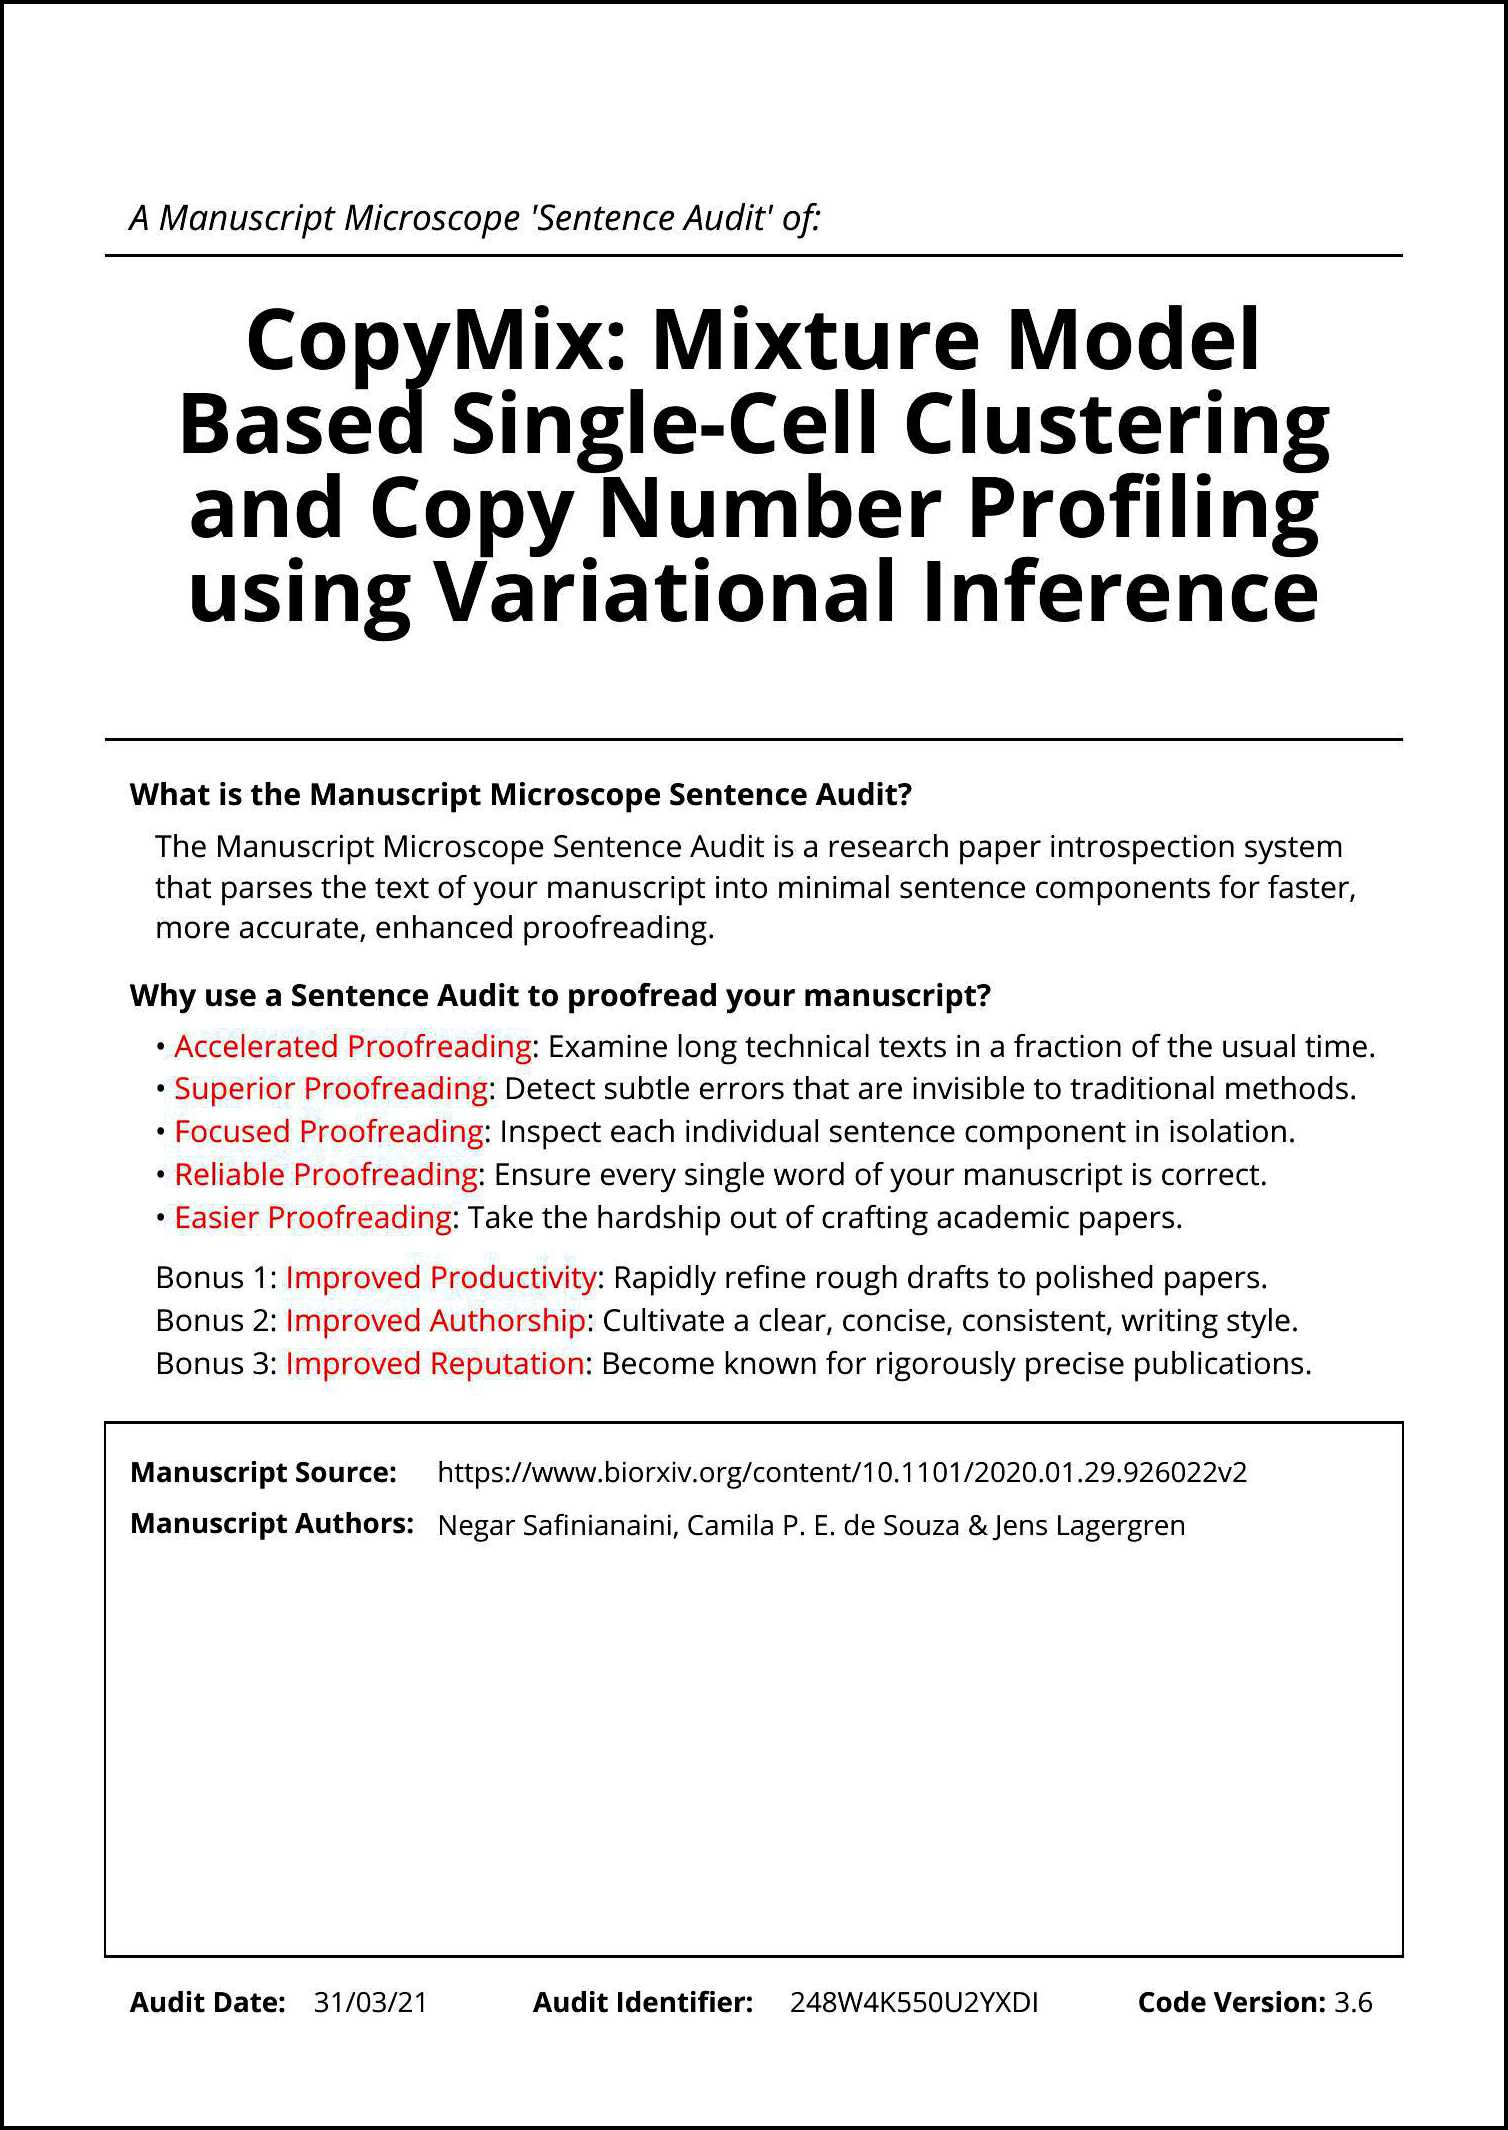 A Manuscript Microscope 'Sentence Audit' of:
CopyMix: Mixture Model
Based Single-Cell Clustering
and Copy Number Profiling
using Variational Inference
What is the Manuscript Microscope Sentence Audit?
The Manuscript Microscope Sentence Audit is a research paper introspection system
that parses the text of your manuscript into minimal sentence components for faster,
more accurate, enhanced proofreading.
Why use a Sentence Audit to proofread your manuscript?
• Accelerated Proofreading: Examine long technical texts in a fraction of the usual time.
• Superior Proofreading: Detect subtle errors that are invisible to traditional methods.
• Focused Proofreading: Inspect each individual sentence component in isolation.
• Reliable Proofreading: Ensure every single word of your manuscript is correct.
• Easier Proofreading: Take the hardship out of crafting academic papers.
Bonus 1: Improved Productivity: Rapidly refine rough drafts to polished papers.
Bonus 2: Improved Authorship: Cultivate a clear, concise, consistent, writing style.
Bonus 3: Improved Reputation: Become known for rigorously precise publications.
Manuscript Source: https://www.biorxiv.org/content/10.1101/2020.01.29.926022v2
Manuscript Authors: Negar Safinianaini, Camila P. E. de Souza & Jens Lagergren
Audit Date: 31/03/21 Audit Identifier: 248W4K550U2YXDI Code Version: 3.6